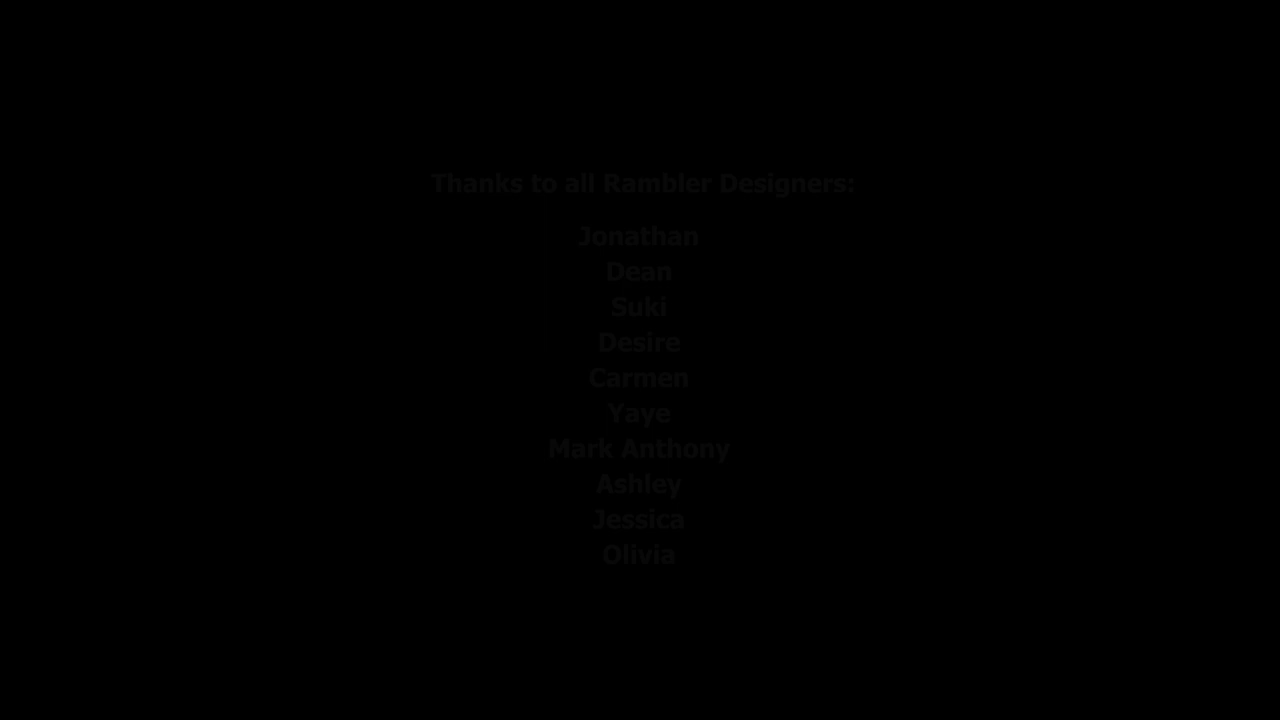 Thanks to all Rambler Designers:
Jonathan
Dean
Suki
Desire
Carmen
Yaye
Mark Anthony
Ashley
Jessica
Olivia